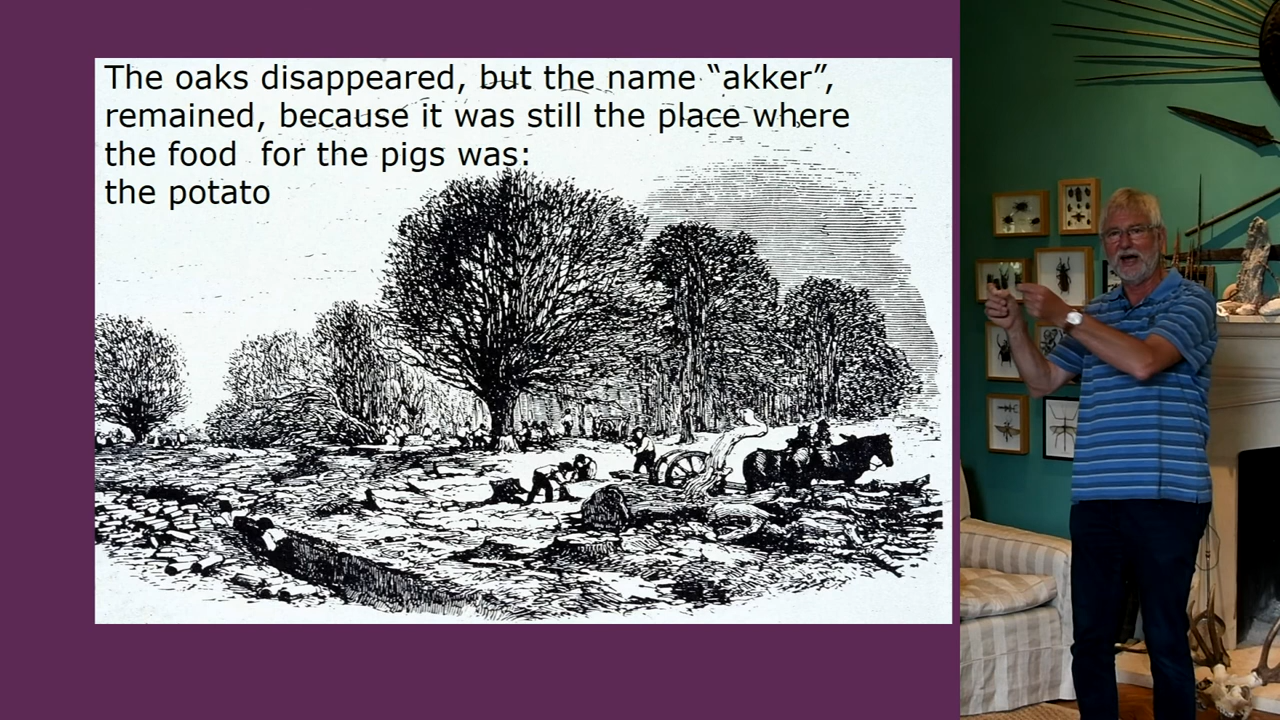 The oaks disappeared, but the name “akker”,
remained, because it was still the place where
the food  for the pigs was:
the potato